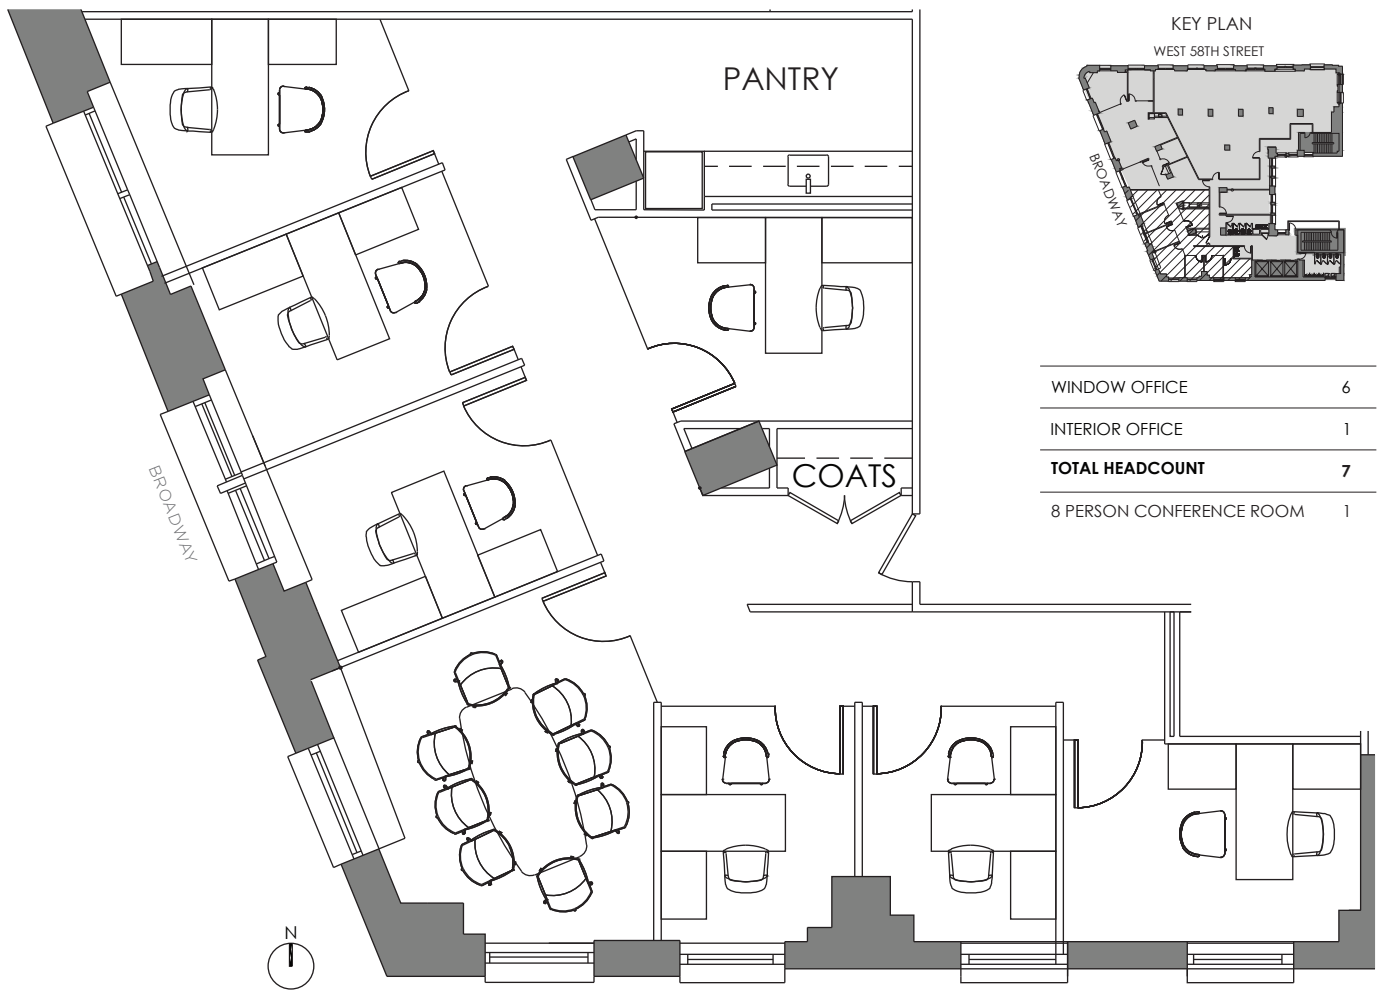 PANTRY
KEY PLAN
WEST 58TH STREET
BROADWAY
WINDOW OFFICE 6
INTERIOR OFFICE 1
TOTAL HEADCOUNT 7
8 PERSON CONFERENCE ROOM 1
COATS
BROADWAY
N